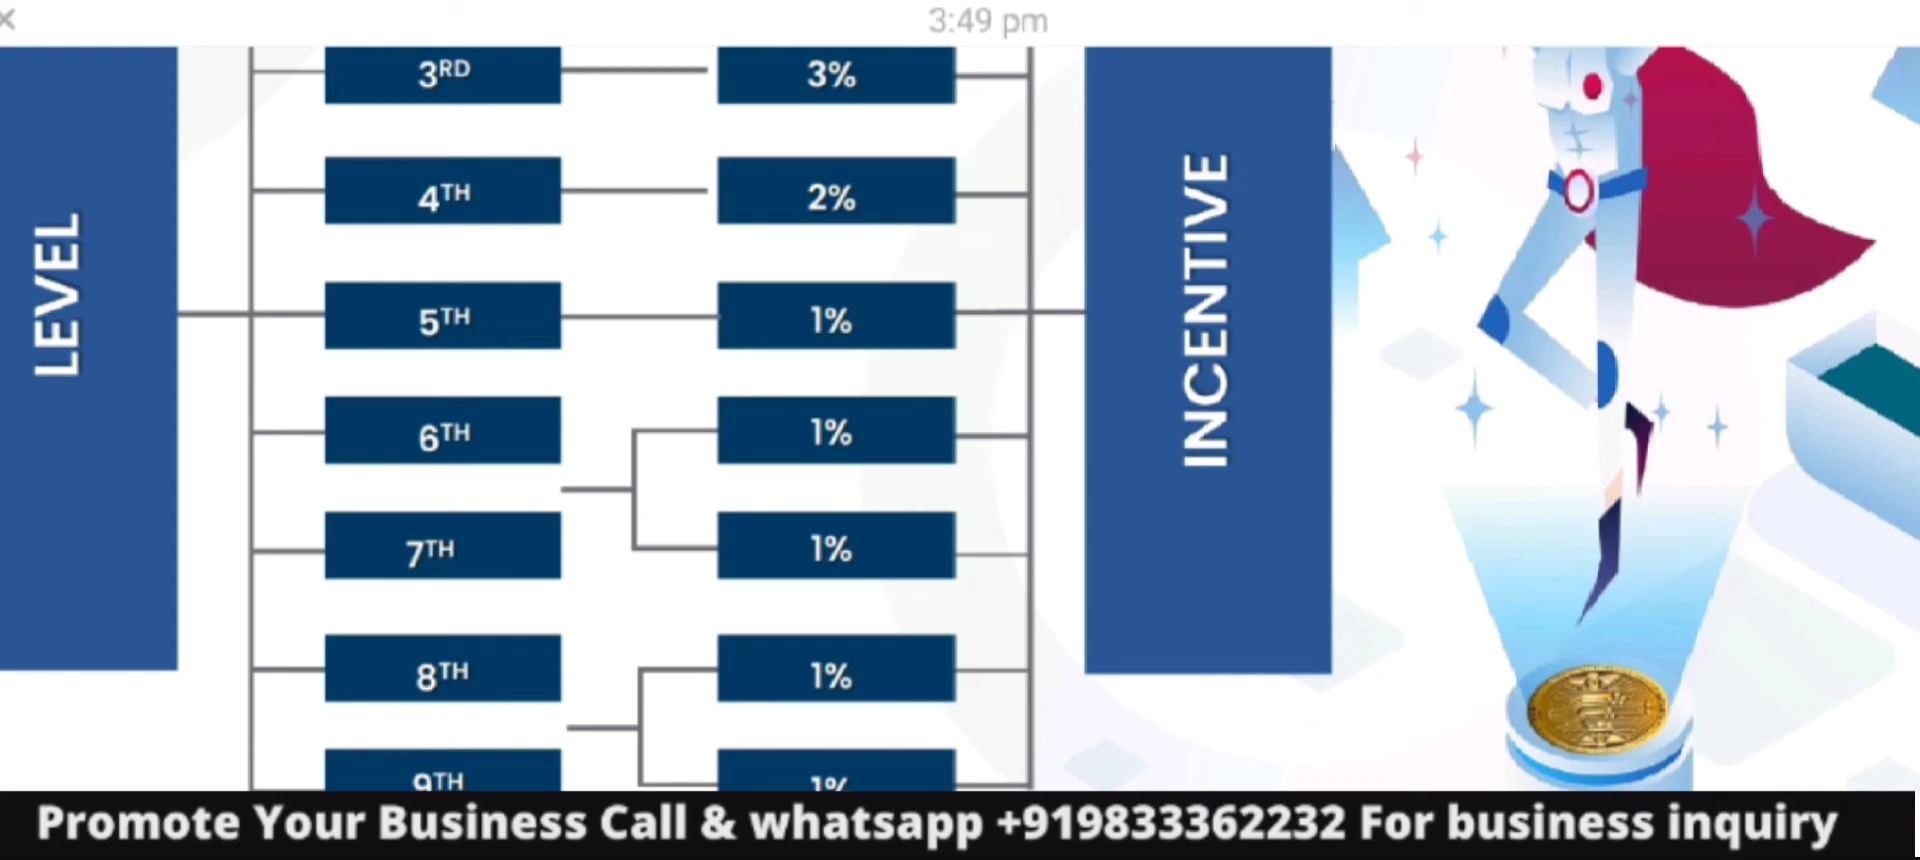 3:49 pm
3RD 3%
4TH 2%
LEVEL
5TH 1%
INCENTIVE
6TH 1%
7TH 1%
8TH 1%
9TH 1%
Promote Your Business Call & whatsapp +919833362232 For business inquiry